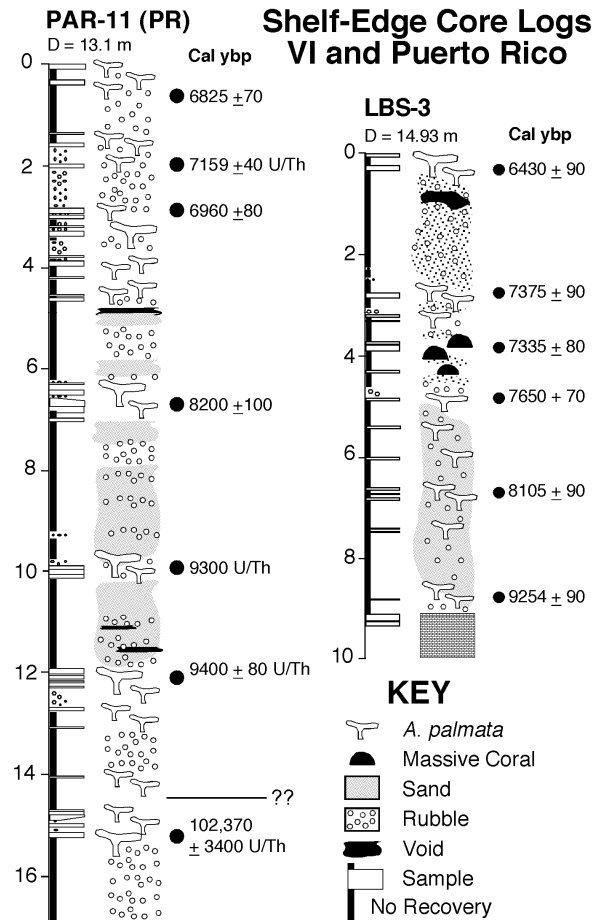 PAR-11 (PR)
D = 13.1 m
Cal ybp
Shelf-Edge Core Logs
VI and Puerto Rico
0
2
4
6
8
10
12
14
16
6825 ±70
7159 ±40 U/Th
6960 ±80
8200 ±100
9300 U/Th
9400 ± 80 U/Th
??
102,370
± 3400 U/Th
LBS-3
D = 14.93 m
Cal ybp
0
2
4
6
8
10
6430 ± 90
7375 ± 90
7335 ± 80
7650 + 70
8105 ± 90
9254 ± 90
KEY
A. palmata
Massive Coral
Sand
Rubble
Void
Sample
No Recovery